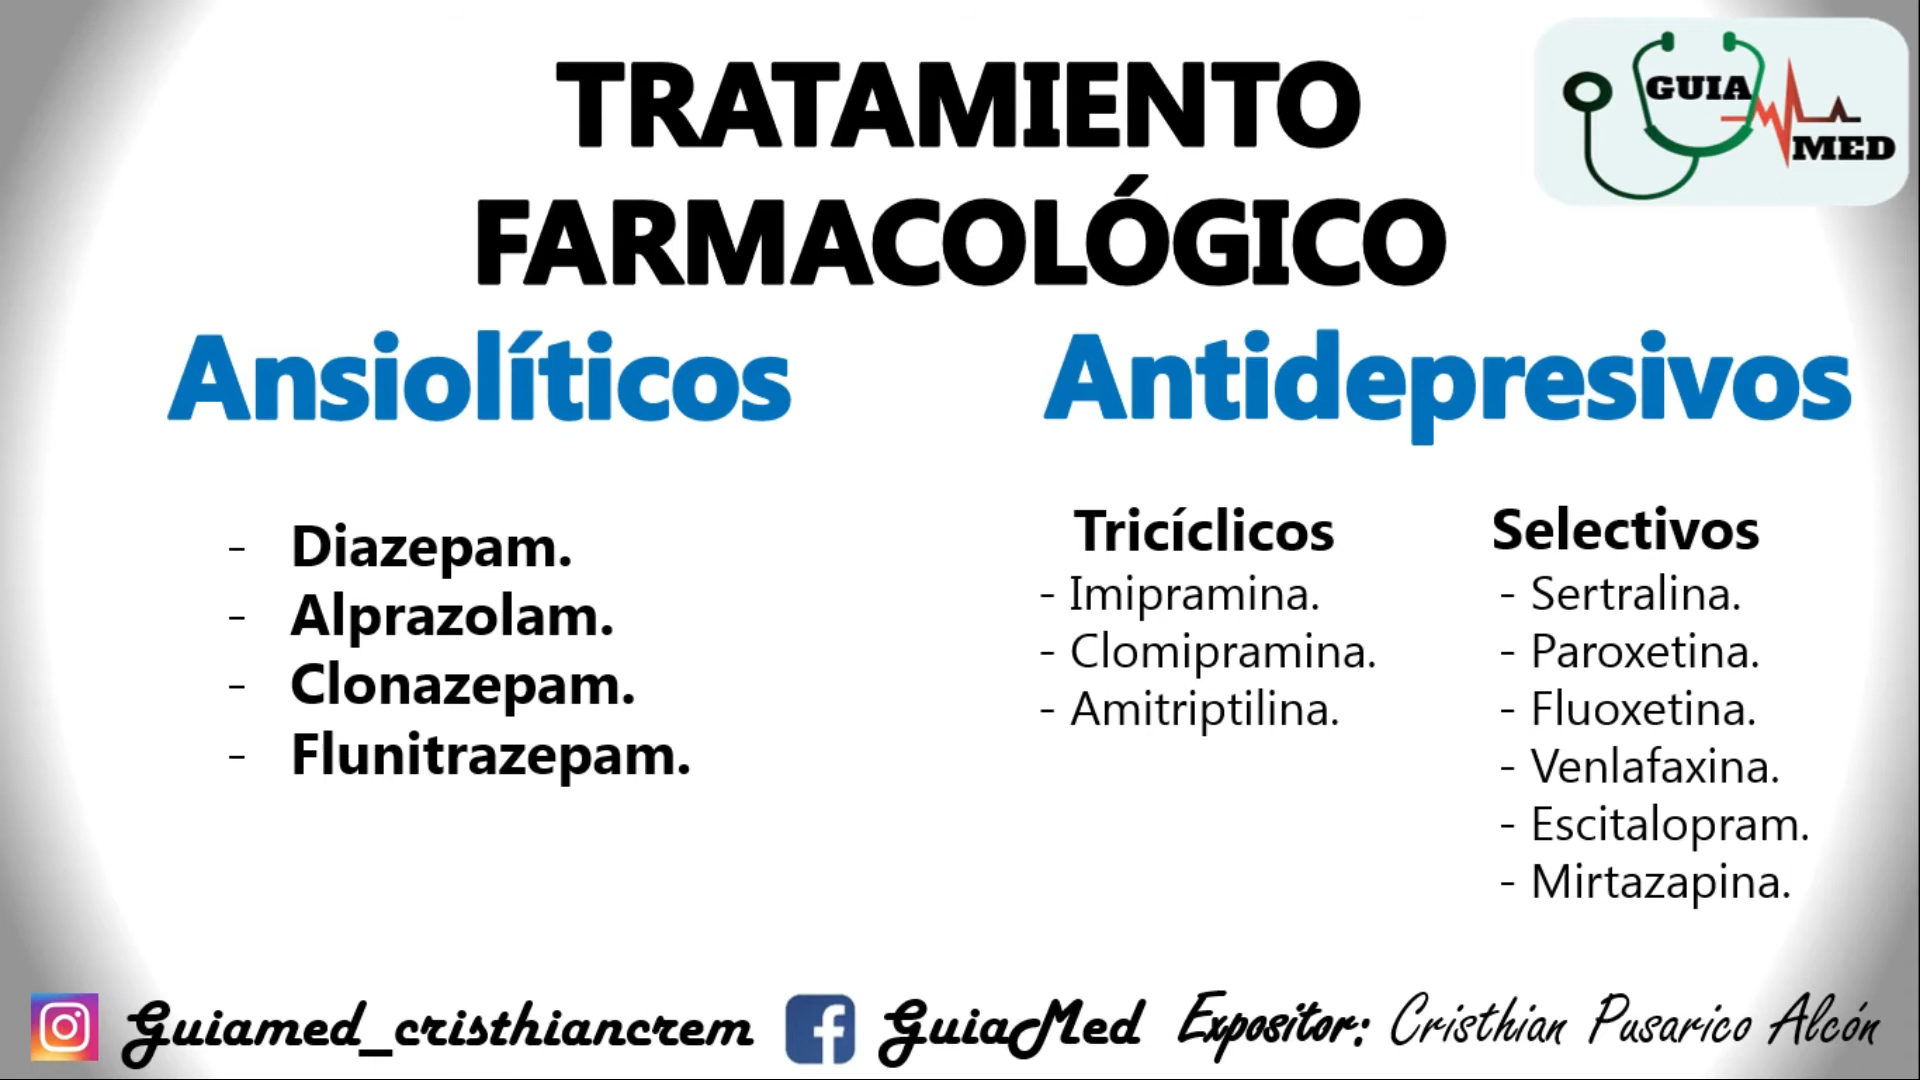 TRATAMIENTO
FARMACOLÓGICO
GUIA
MED
Ansiolíticos
- Diazepam.
- Alprazolam.
- Clonazepam.
- Flunitrazepam.
Antidepresivos
Tricíclicos
- Imipramina.
- Clomipramina.
- Amitriptilina.
Selectivos
- Sertralina.
- Paroxetina.
- Fluoxetina.
- Venlafaxina.
- Escitalopram.
- Mirtazapina.
Guiamed_cristhiancrem
GuiaMed
Expositor: Cristhian Pusarico Alcón